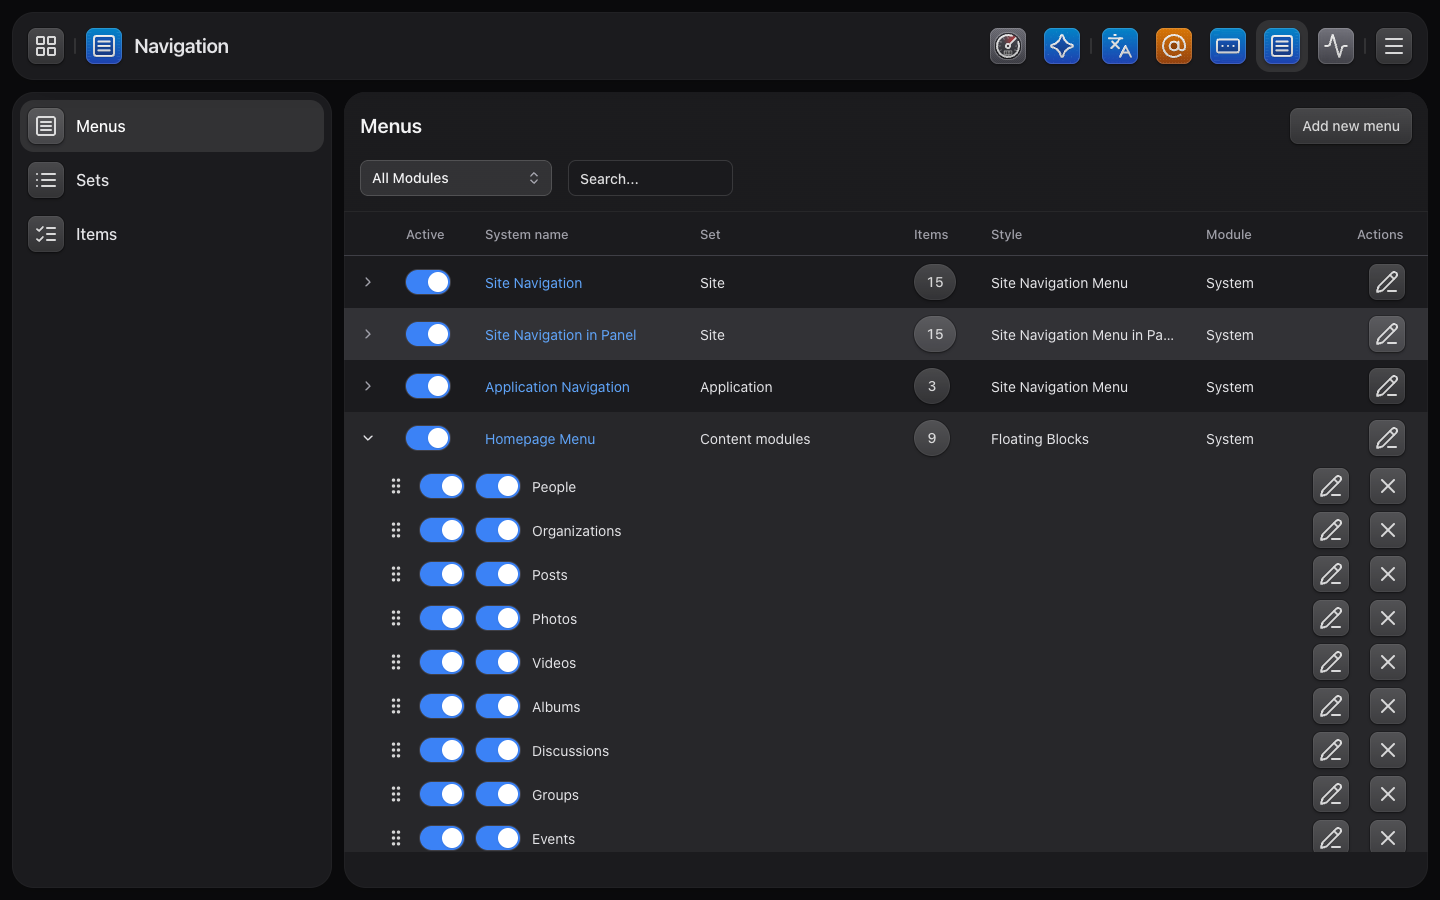 Navigation
Menus
Sets
Items
Menus
Add new menu
All Modules
Search...
Active System name Set Items Style Module Actions
Site Navigation Site 15 Site Navigation Menu System
Site Navigation in Panel Site 15 Site Navigation Menu in Pa... System
Application Navigation Application 3 Site Navigation Menu System
Homepage Menu Content modules 9 Floating Blocks System
People
Organizations
Posts
Photos
Videos
Albums
Discussions
Groups
Events